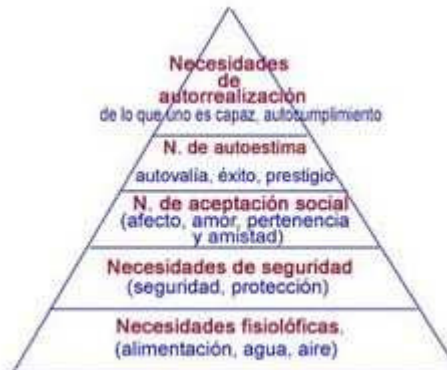 Necesidades
de
autorrealización
de lo que uno es capaz, autocumplimiento
N. de autoestima
autovalía, éxito, prestigio
N. de aceptación social
(afecto, amor, pertenencia
y amistad)
Necesidades de seguridad
(seguridad, protección)
Necesidades fisiolóficas,
(alimentación, agua, aire)